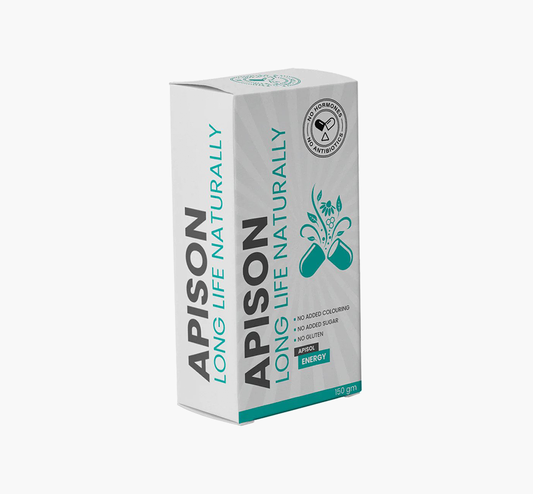 APISON
LONG LIFE NATURALLY
APISON
LONG LIFE NATURALLY
NO HORMONES
NO ANTIBIOTICS
NO ADDED COLOURING
NO ADDED SUGAR
NO GLUTEN
APISOL
ENERGY
150 gm